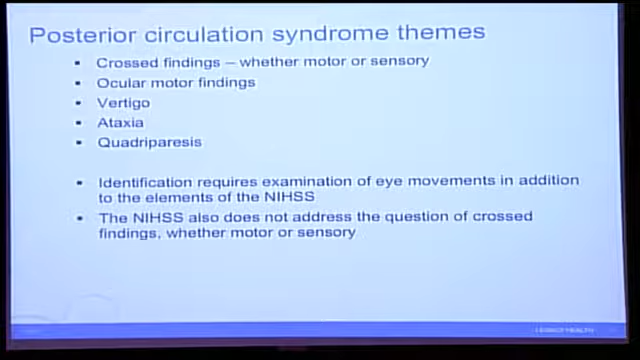 Posterior circulation syndrome themes
▪ Crossed findings – whether motor or sensory
▪ Ocular motor findings
▪ Vertigo
▪ Ataxia
▪ Quadriparesis
▪ Identification requires examination of eye movements in addition
to the elements of the NIHSS
▪ The NIHSS also does not address the question of crossed
findings, whether motor or sensory
LEGACY HEALTH